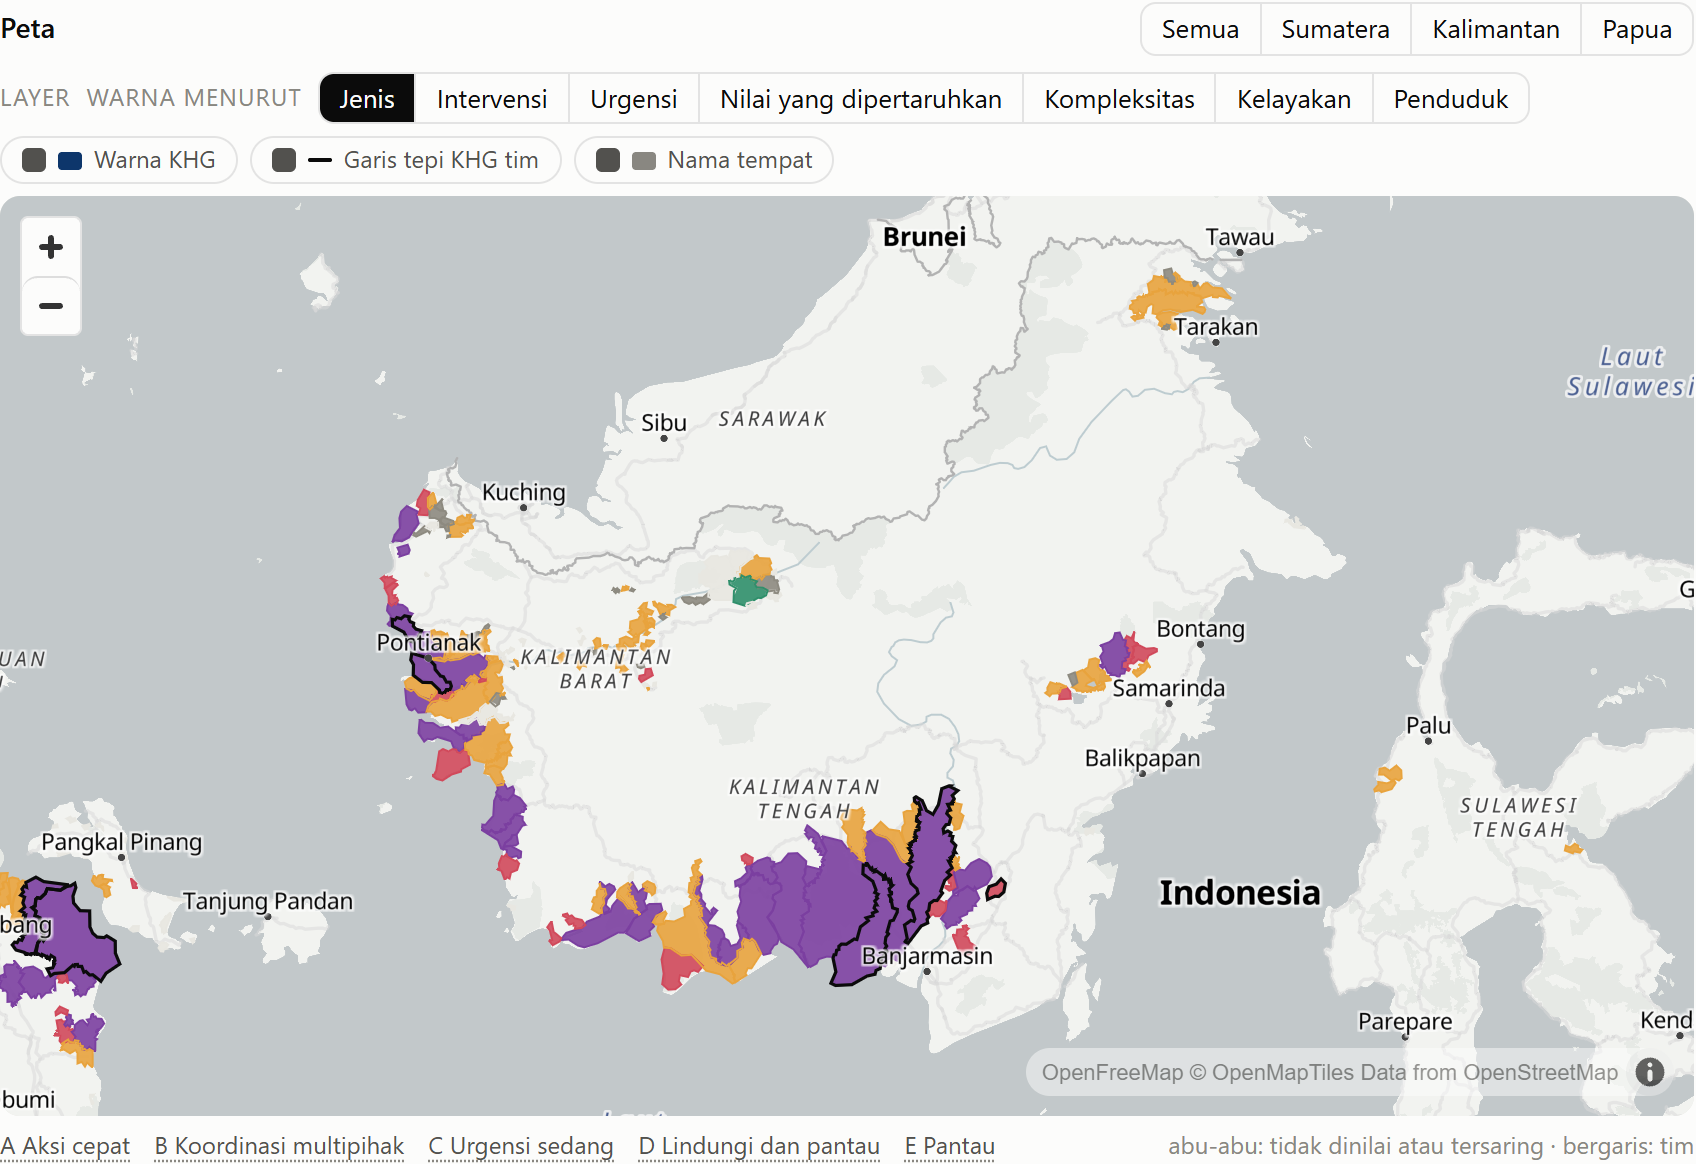 Peta
Semua
Sumatera
Kalimantan
Papua
LAYER
WARNA MENURUT
Jenis
Intervensi
Urgensi
Nilai yang dipertaruhkan
Kompleksitas
Kelayakan
Penduduk
Warna KHG
Garis tepi KHG tim
Nama tempat
+
−
Brunei
Tawau
Tarakan
Laut
Sulawesi
Sibu
SARAWAK
Kuching
Bontang
Pontianak
KALIMANTAN
BARAT
UAN
Samarinda
G
Palu
Balikpapan
KALIMANTAN
TENGAH
SULAWESI
TENGAH
Pangkal Pinang
Tanjung Pandan
Indonesia
bang
Banjarmasin
Parepare
Kend
bumi
OpenFreeMap © OpenMapTiles Data from OpenStreetMap
A Aksi cepat
B Koordinasi multipihak
C Urgensi sedang
D Lindungi dan pantau
E Pantau
abu-abu: tidak dinilai atau tersaring · bergaris: tim